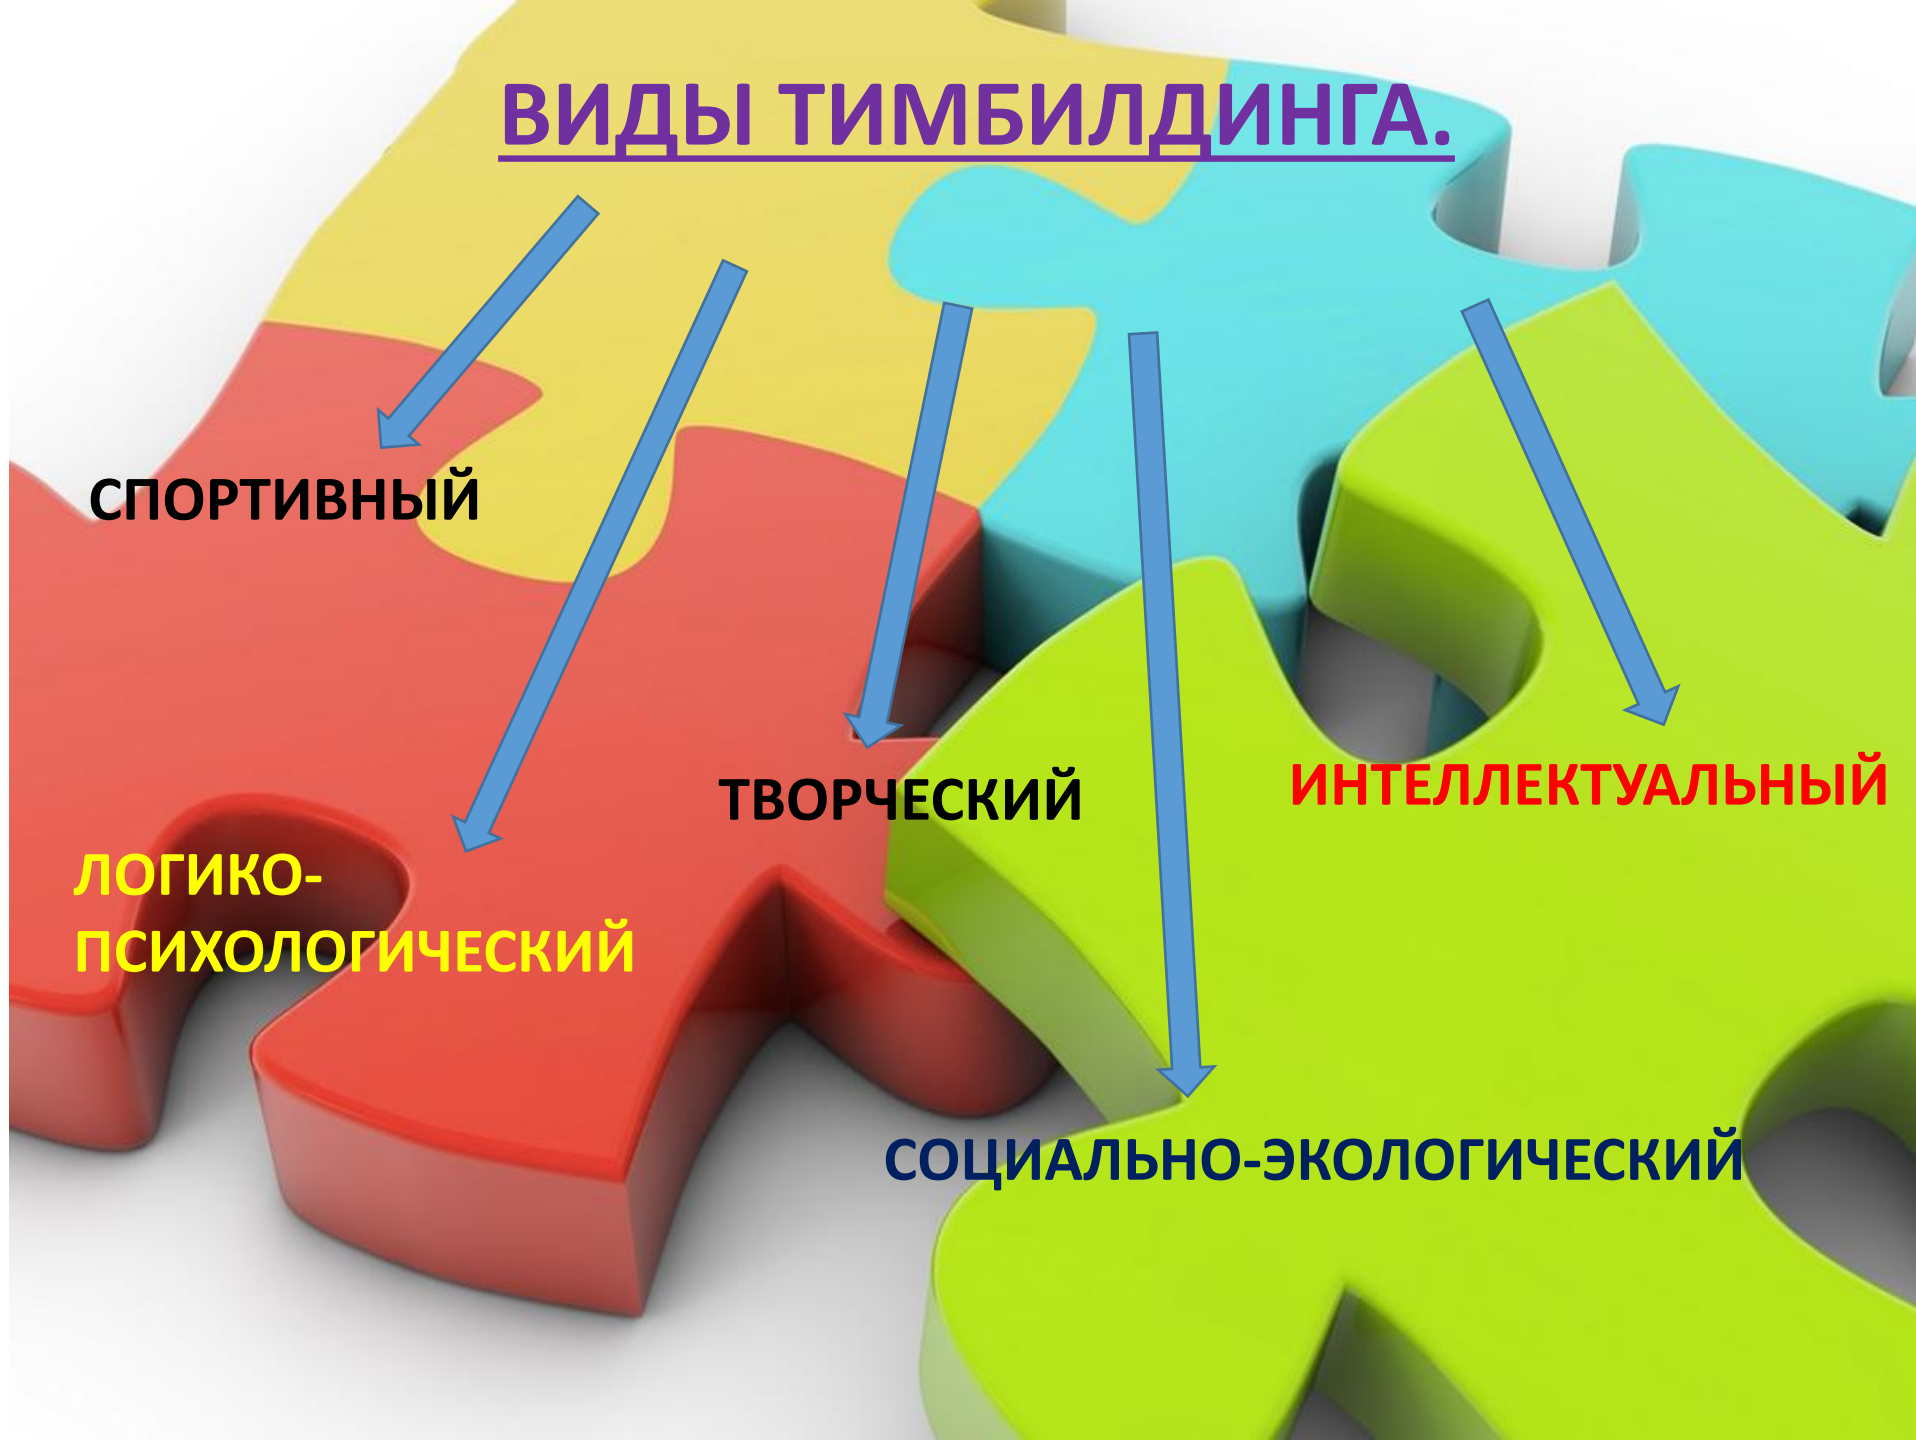 ВИДЫ ТИМБИЛДИНГА.
СПОРТИВНЫЙ
ТВОРЧЕСКИЙ
ИНТЕЛЛЕКТУАЛЬНЫЙ
ЛОГИКО-
ПСИХОЛОГИЧЕСКИЙ
СОЦИАЛЬНО-ЭКОЛОГИЧЕСКИЙ